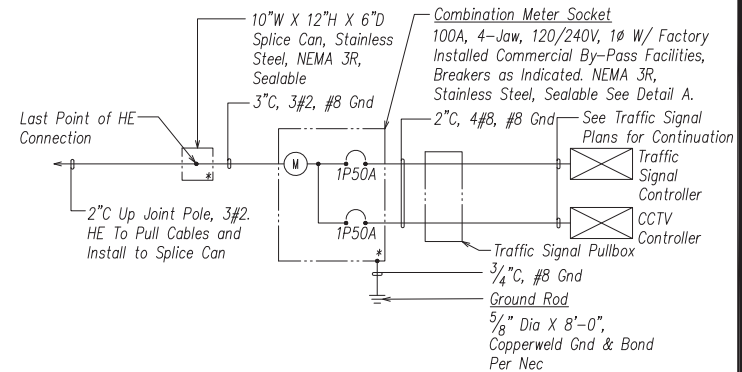 10"W X 12"H X 6"D
Splice Can, Stainless
Steel, NEMA 3R,
Sealable
Combination Meter Socket
100A, 4-Jaw, 120/240V, 1ø W/ Factory
Installed Commercial By-Pass Facilities,
Breakers as Indicated. NEMA 3R,
Stainless Steel, Sealable See Detail A.
3"C, 3#2, #8 Gnd
2"C, 4#8, #8 Gnd
See Traffic Signal
Plans for Continuation
Last Point of HE
Connection
*
M
1P50A
Traffic
Signal
Controller
1P50A
*
CCTV
Controller
2"C Up Joint Pole, 3#2.
HE To Pull Cables and
Install to Splice Can
Traffic Signal Pullbox
3/4"C, #8 Gnd
Ground Rod
5/8" Dia X 8'-0",
Copperweld Gnd & Bond
Per Nec